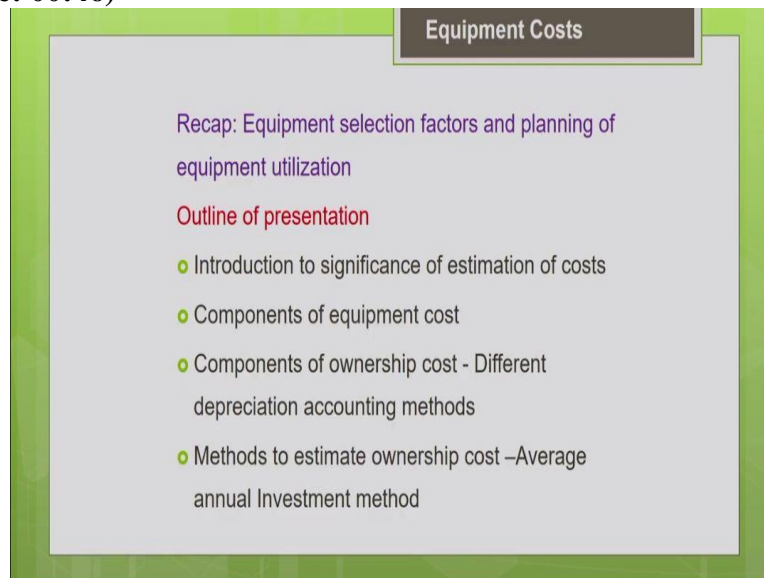 Equipment Costs
Recap: Equipment selection factors and planning of
equipment utilization
Outline of presentation
Introduction to significance of estimation of costs
Components of equipment cost
Components of ownership cost - Different
depreciation accounting methods
Methods to estimate ownership cost –Average
annual Investment method